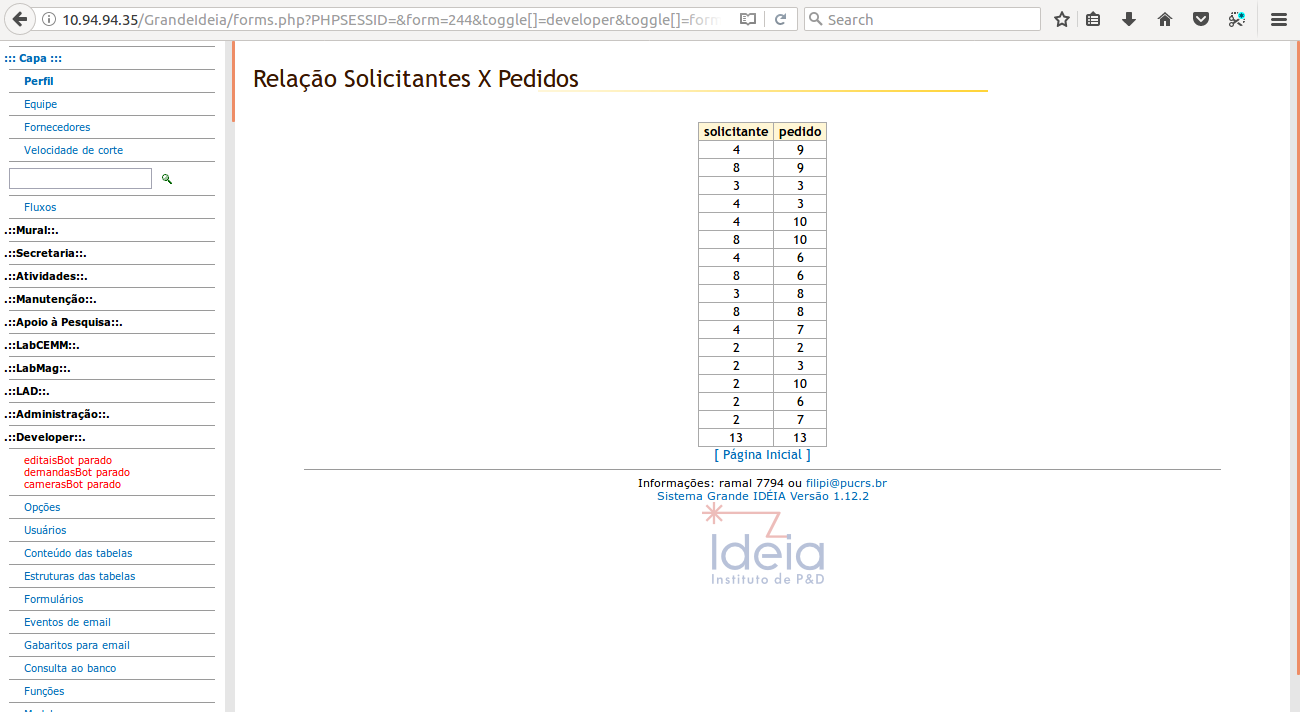 10.94.94.35/GrandeIdeia/forms.php?PHPSESSID=&form=244&toggle[]=developer&toggle[]=form
Search
::: Capa :::
Perfil
Equipe
Fornecedores
Velocidade de corte
Fluxos
.::Mural::.
.::Secretaria::.
.::Atividades::.
.::Manutenção::.
.::Apoio à Pesquisa::.
.::LabCEMM::.
.::LabMag::.
.::LAD::.
.::Administração::.
.::Developer::.
editaisBot parado
demandasBot parado
camerasBot parado
Opções
Usuários
Conteúdo das tabelas
Estruturas das tabelas
Formulários
Eventos de email
Gabaritos para email
Consulta ao banco
Funções
Relação Solicitantes X Pedidos
solicitante pedido
4 9
8 9
3 3
4 3
4 10
8 10
4 6
8 6
3 8
8 8
4 7
2 2
2 3
2 10
2 6
2 7
13 13
[ Página Inicial ]
Informações: ramal 7794 ou filipi@pucrs.br
Sistema Grande IDÉIA Versão 1.12.2
Ideia
Instituto de P&D